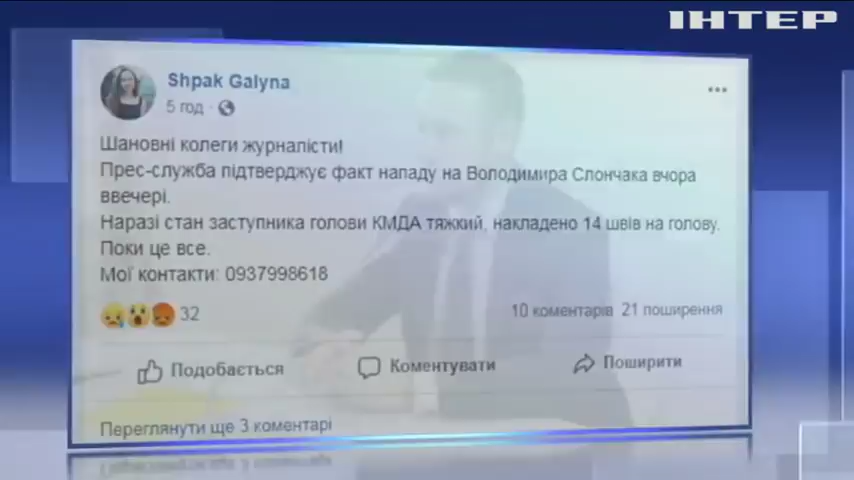 ІНТЕР
Shpak Galyna
5 год
Шановні колеги журналісти!
Прес-служба підтверджує факт нападу на Володимира Слончака вчора
ввечері.
Наразі стан заступника голови КМДА тяжкий, накладено 14 швів на голову.
Поки це все.
Мої контакти: 0937998618
32
10 коментарів 21 поширення
Подобається
Коментувати
Поширити
Переглянути ще 3 коментарі